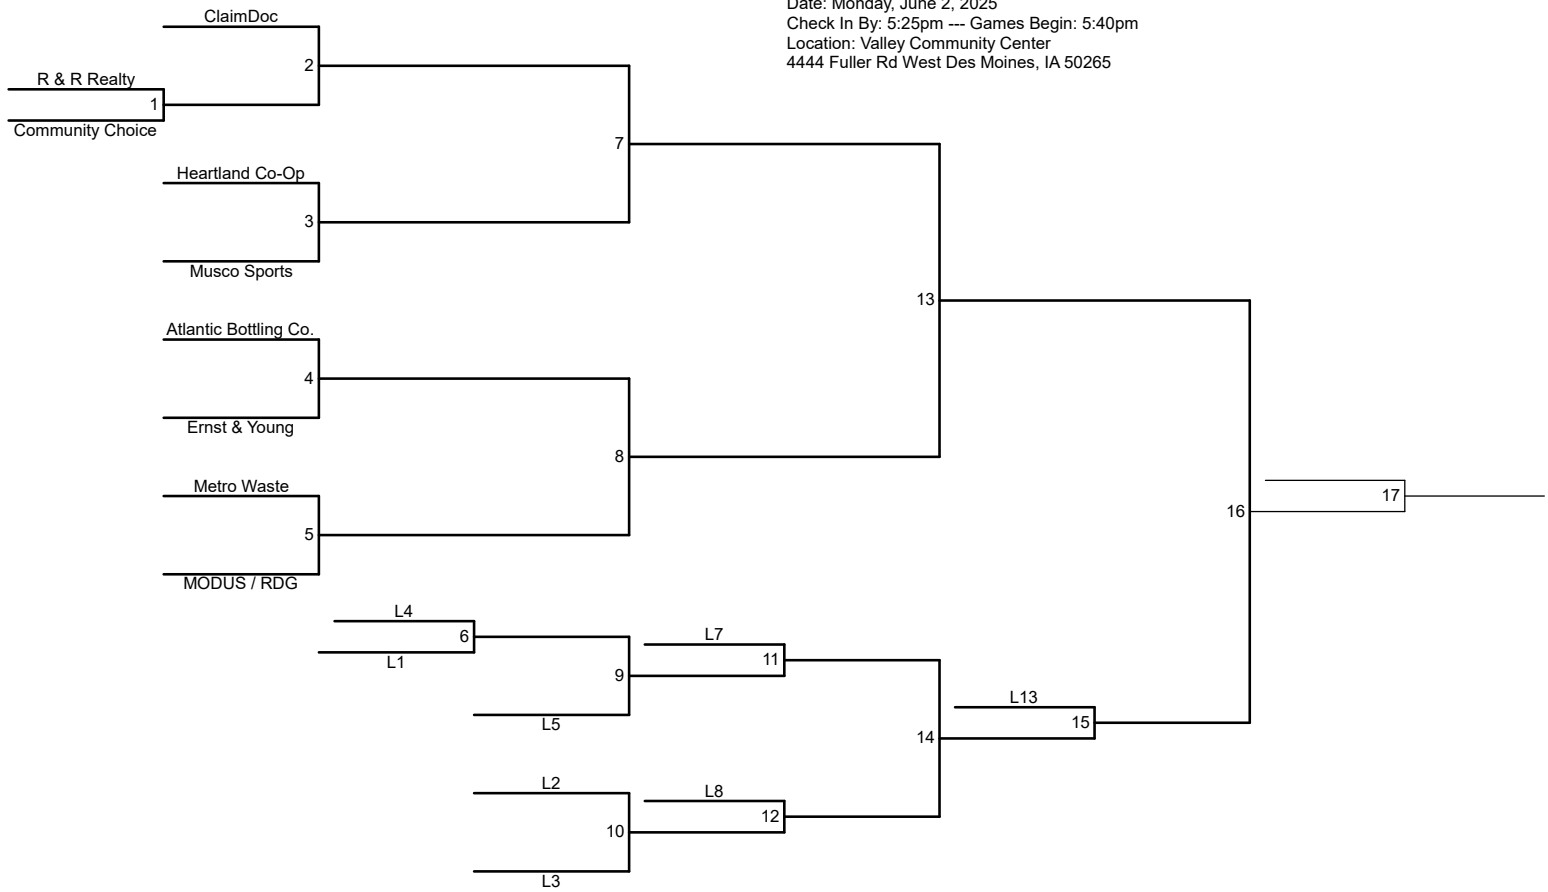 Date: Monday, June 2, 2025
Check In By: 5:25pm --- Games Begin: 5:40pm
Location: Valley Community Center
4444 Fuller Rd West Des Moines, IA 50265
ClaimDoc
2
R & R Realty
1
Community Choice
7
Heartland Co-Op
3
Musco Sports
13
Atlantic Bottling Co.
4
Ernst & Young
8
Metro Waste
5
MODUS / RDG
16
17
L4
6
L1
L7
11
9
L5
L13
15
14
L2
L8
12
10
L3